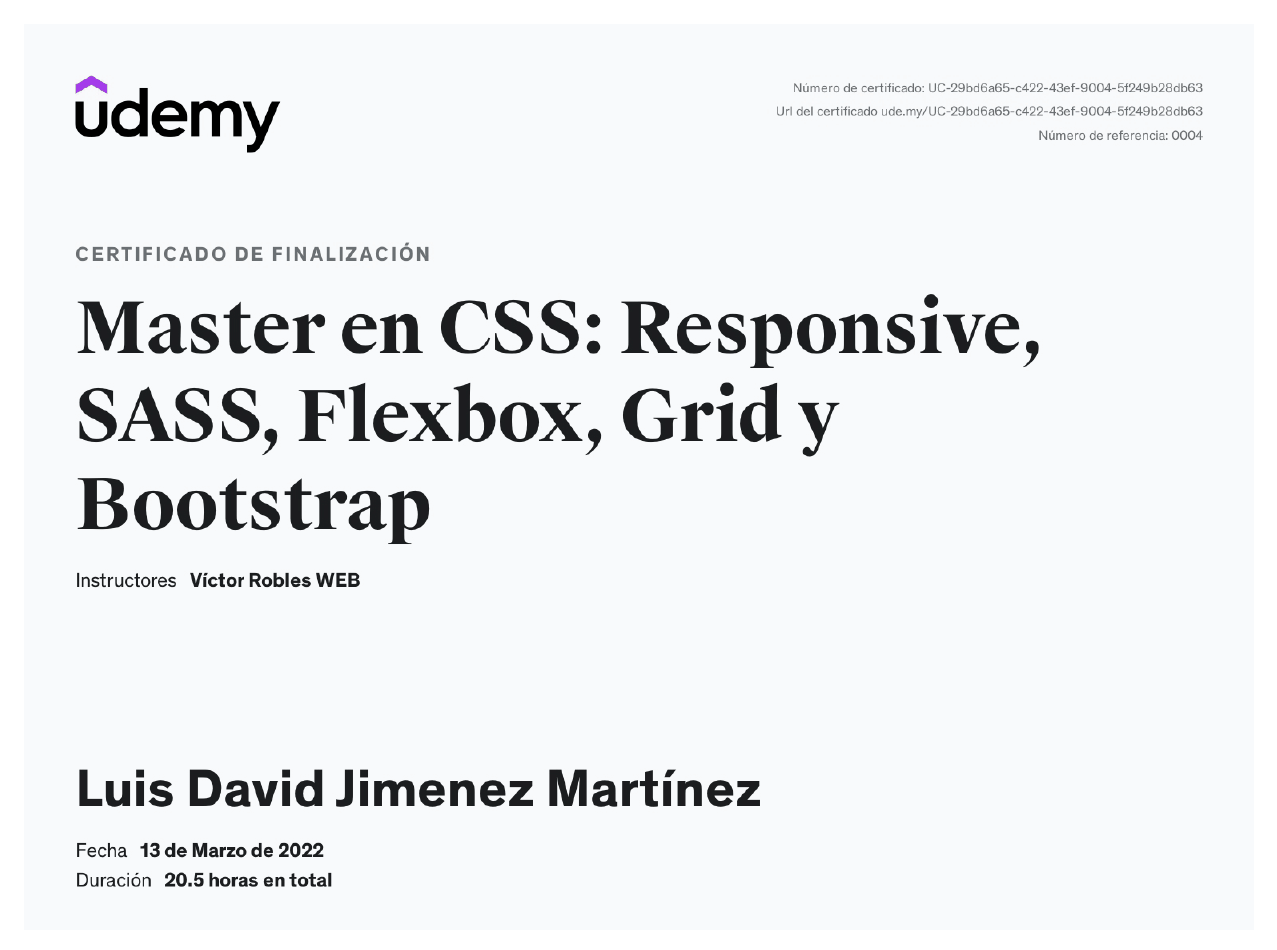 udemy
Número de certificado: UC-29bd6a65-c422-43ef-9004-5f249b28db63
Url del certificado ude.my/UC-29bd6a65-c422-43ef-9004-5f249b28db63
Número de referencia: 0004
CERTIFICADO DE FINALIZACIÓN
Master en CSS: Responsive,
SASS, Flexbox, Grid y
Bootstrap
Instructores Víctor Robles WEB
Luis David Jimenez Martínez
Fecha 13 de Marzo de 2022
Duración 20.5 horas en total